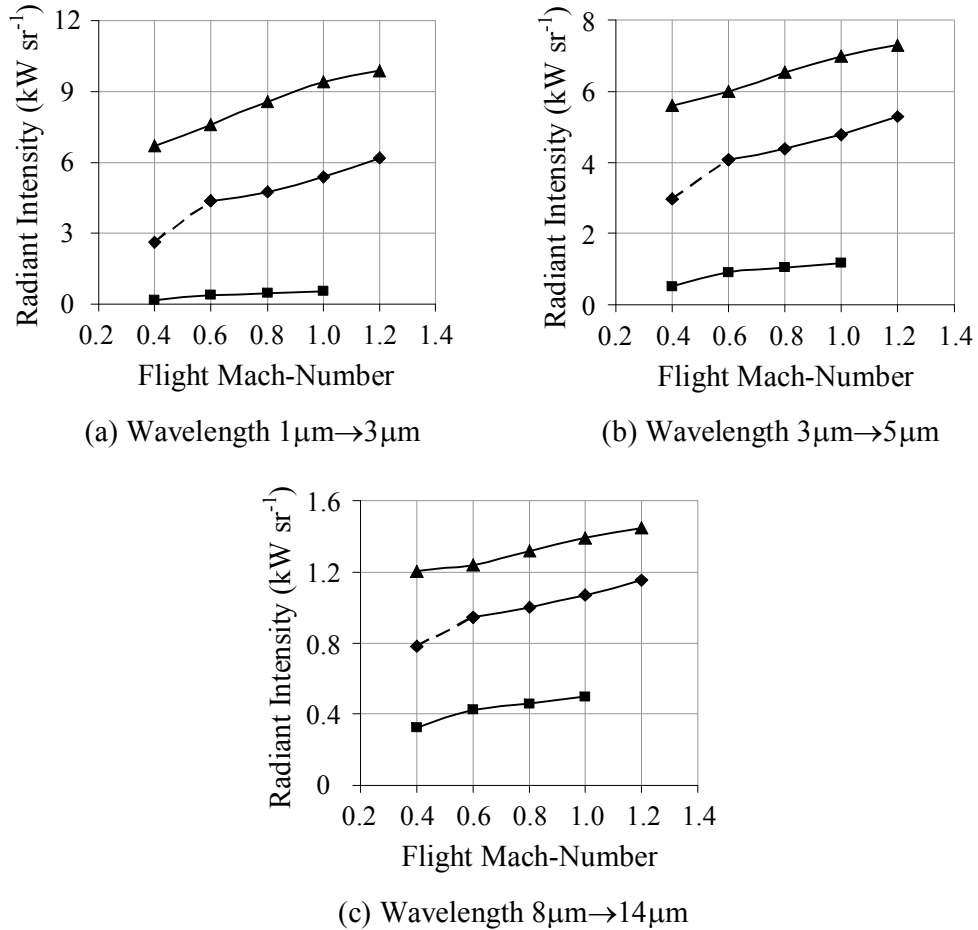 Radiant Intensity (kW sr-1)
12
9
6
3
0
0.2 0.4 0.6 0.8 1.0 1.2 1.4
Flight Mach-Number
(a) Wavelength 1μm→3μm
Radiant Intensity (kW sr-1)
8
6
4
2
0
0.2 0.4 0.6 0.8 1.0 1.2 1.4
Flight Mach-Number
(b) Wavelength 3μm→5μm
Radiant Intensity (kW sr-1)
1.6
1.2
0.8
0.4
0
0.2 0.4 0.6 0.8 1.0 1.2 1.4
Flight Mach-Number
(c) Wavelength 8μm→14μm